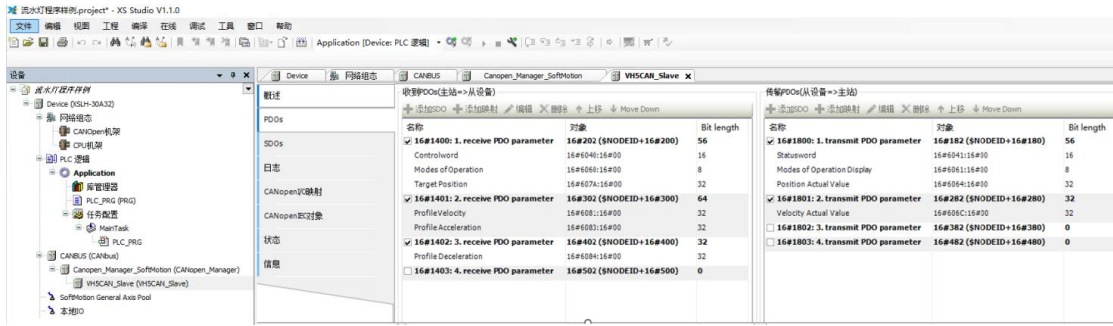 流水灯程序样例.project* - XS Studio V1.1.0
文件 编辑 视图 工程 编译 在线 调试 工具 窗口 帮助
Application [Device: PLC 逻辑]
设备
流水灯程序样例
Device (XSLH-30A32)
网络组态
CANOpen机架
CPU机架
PLC 逻辑
Application
库管理器
PLC_PRG (PRG)
任务配置
MainTask
PLC_PRG
CANBUS (CANbus)
Canopen_Manager_SoftMotion (CANopen_Manager)
VH5CAN_Slave (VH5CAN_Slave)
SoftMotion General Axis Pool
本地IO
Device 网络组态 CANBUS Canopen_Manager_SoftMotion VH5CAN_Slave
概述
PDOs
SDOs
日志
CANopenI/O映射
CANopenIEC对象
状态
信息
收到PDOs(主站=>从设备)
添加PDO 添加映射 编辑 删除 上移 Move Down
名称 对象 Bit length
16#1400: 1. receive PDO parameter 16#202 ($NODEID+16#200) 56
Controlword 16#6040:16#00 16
Modes of Operation 16#6060:16#00 8
Target Position 16#607A:16#00 32
16#1401: 2. receive PDO parameter 16#302 ($NODEID+16#300) 64
ProfileVelocity 16#6081:16#00 32
Profile Acceleration 16#6083:16#00 32
16#1402: 3. receive PDO parameter 16#402 ($NODEID+16#400) 32
Profile Deceleration 16#6084:16#00 32
16#1403: 4. receive PDO parameter 16#502 ($NODEID+16#500) 0
传输PDOs(从设备=>主站)
添加PDO 添加映射 编辑 删除 上移 Move Down
名称 对象 Bit length
16#1800: 1. transmit PDO parameter 16#182 ($NODEID+16#180) 56
Statusword 16#6041:16#00 16
Modes of Operation Display 16#6061:16#00 8
Position Actual Value 16#6064:16#00 32
16#1801: 2. transmit PDO parameter 16#282 ($NODEID+16#280) 32
Velocity Actual Value 16#606C:16#00 32
16#1802: 3. transmit PDO parameter 16#382 ($NODEID+16#380) 0
16#1803: 4. transmit PDO parameter 16#482 ($NODEID+16#480) 0